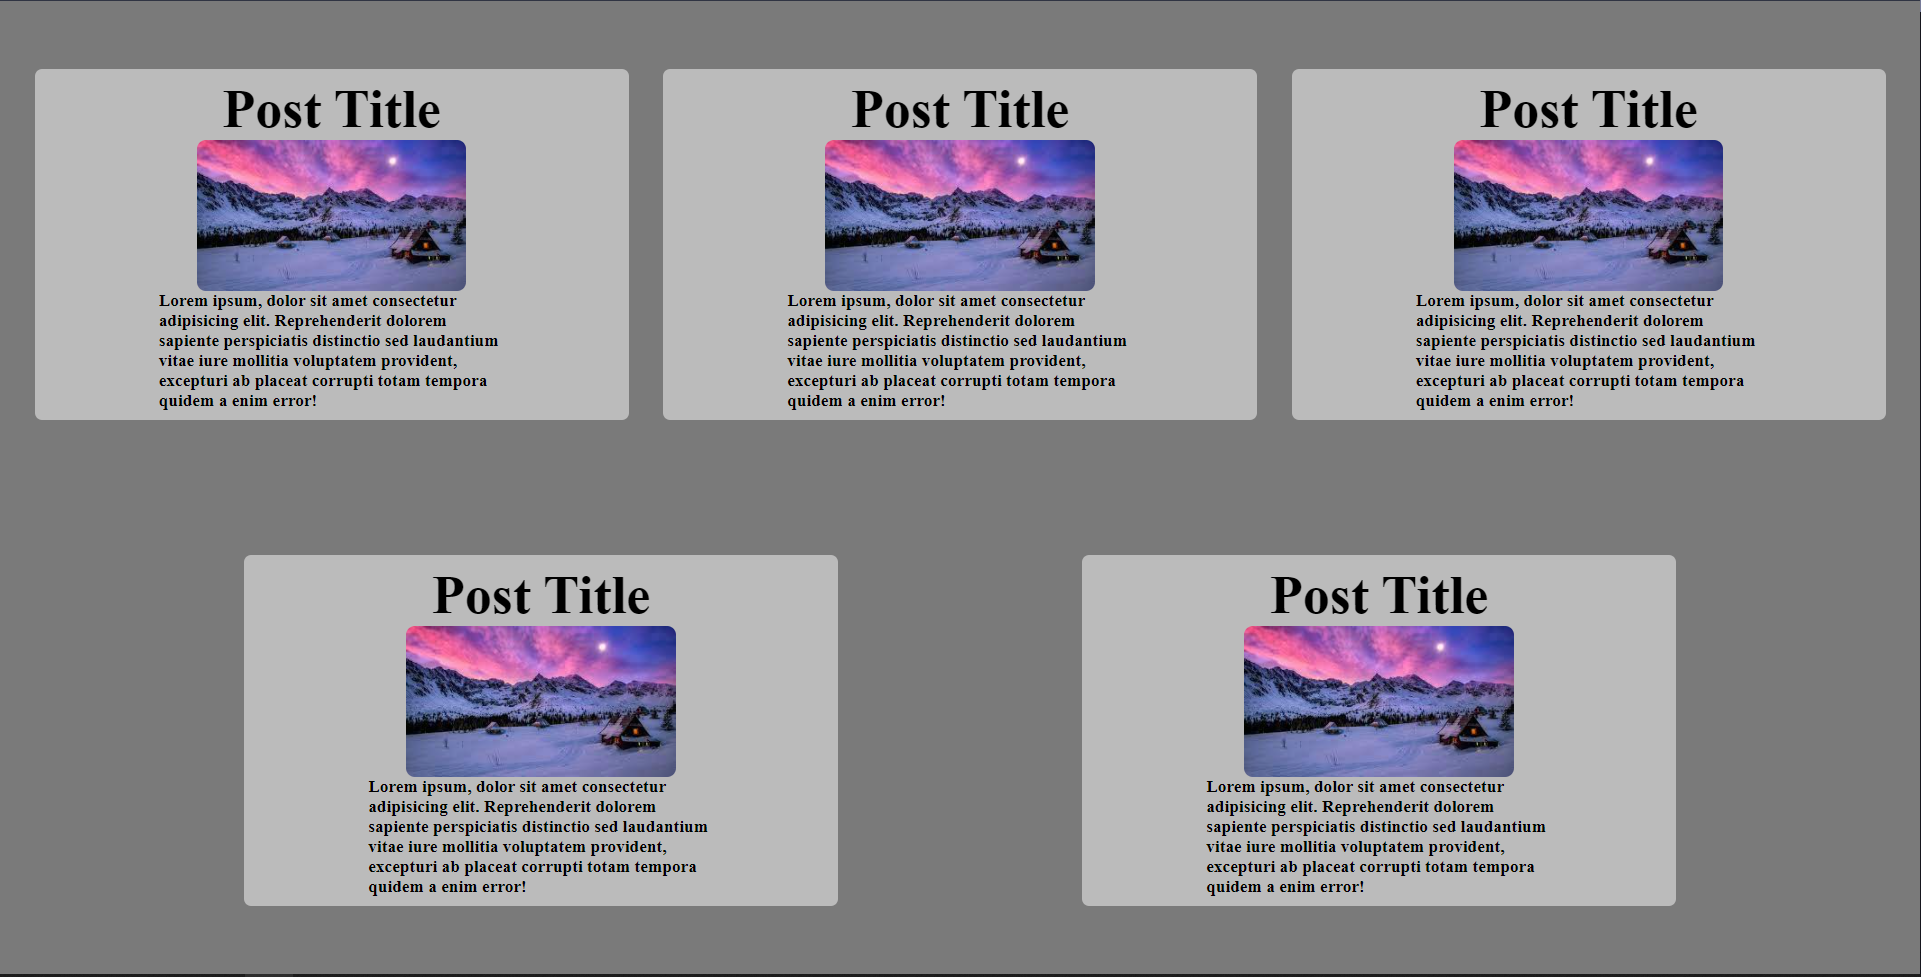 Post Title
Lorem ipsum, dolor sit amet consectetur
adipisicing elit. Reprehenderit dolorem
sapiente perspiciatis distinctio sed laudantium
vitae iure mollitia voluptatem provident,
excepturi ab placeat corrupti totam tempora
quidem a enim error!
Post Title
Lorem ipsum, dolor sit amet consectetur
adipisicing elit. Reprehenderit dolorem
sapiente perspiciatis distinctio sed laudantium
vitae iure mollitia voluptatem provident,
excepturi ab placeat corrupti totam tempora
quidem a enim error!
Post Title
Lorem ipsum, dolor sit amet consectetur
adipisicing elit. Reprehenderit dolorem
sapiente perspiciatis distinctio sed laudantium
vitae iure mollitia voluptatem provident,
excepturi ab placeat corrupti totam tempora
quidem a enim error!
Post Title
Lorem ipsum, dolor sit amet consectetur
adipisicing elit. Reprehenderit dolorem
sapiente perspiciatis distinctio sed laudantium
vitae iure mollitia voluptatem provident,
excepturi ab placeat corrupti totam tempora
quidem a enim error!
Post Title
Lorem ipsum, dolor sit amet consectetur
adipisicing elit. Reprehenderit dolorem
sapiente perspiciatis distinctio sed laudantium
vitae iure mollitia voluptatem provident,
excepturi ab placeat corrupti totam tempora
quidem a enim error!